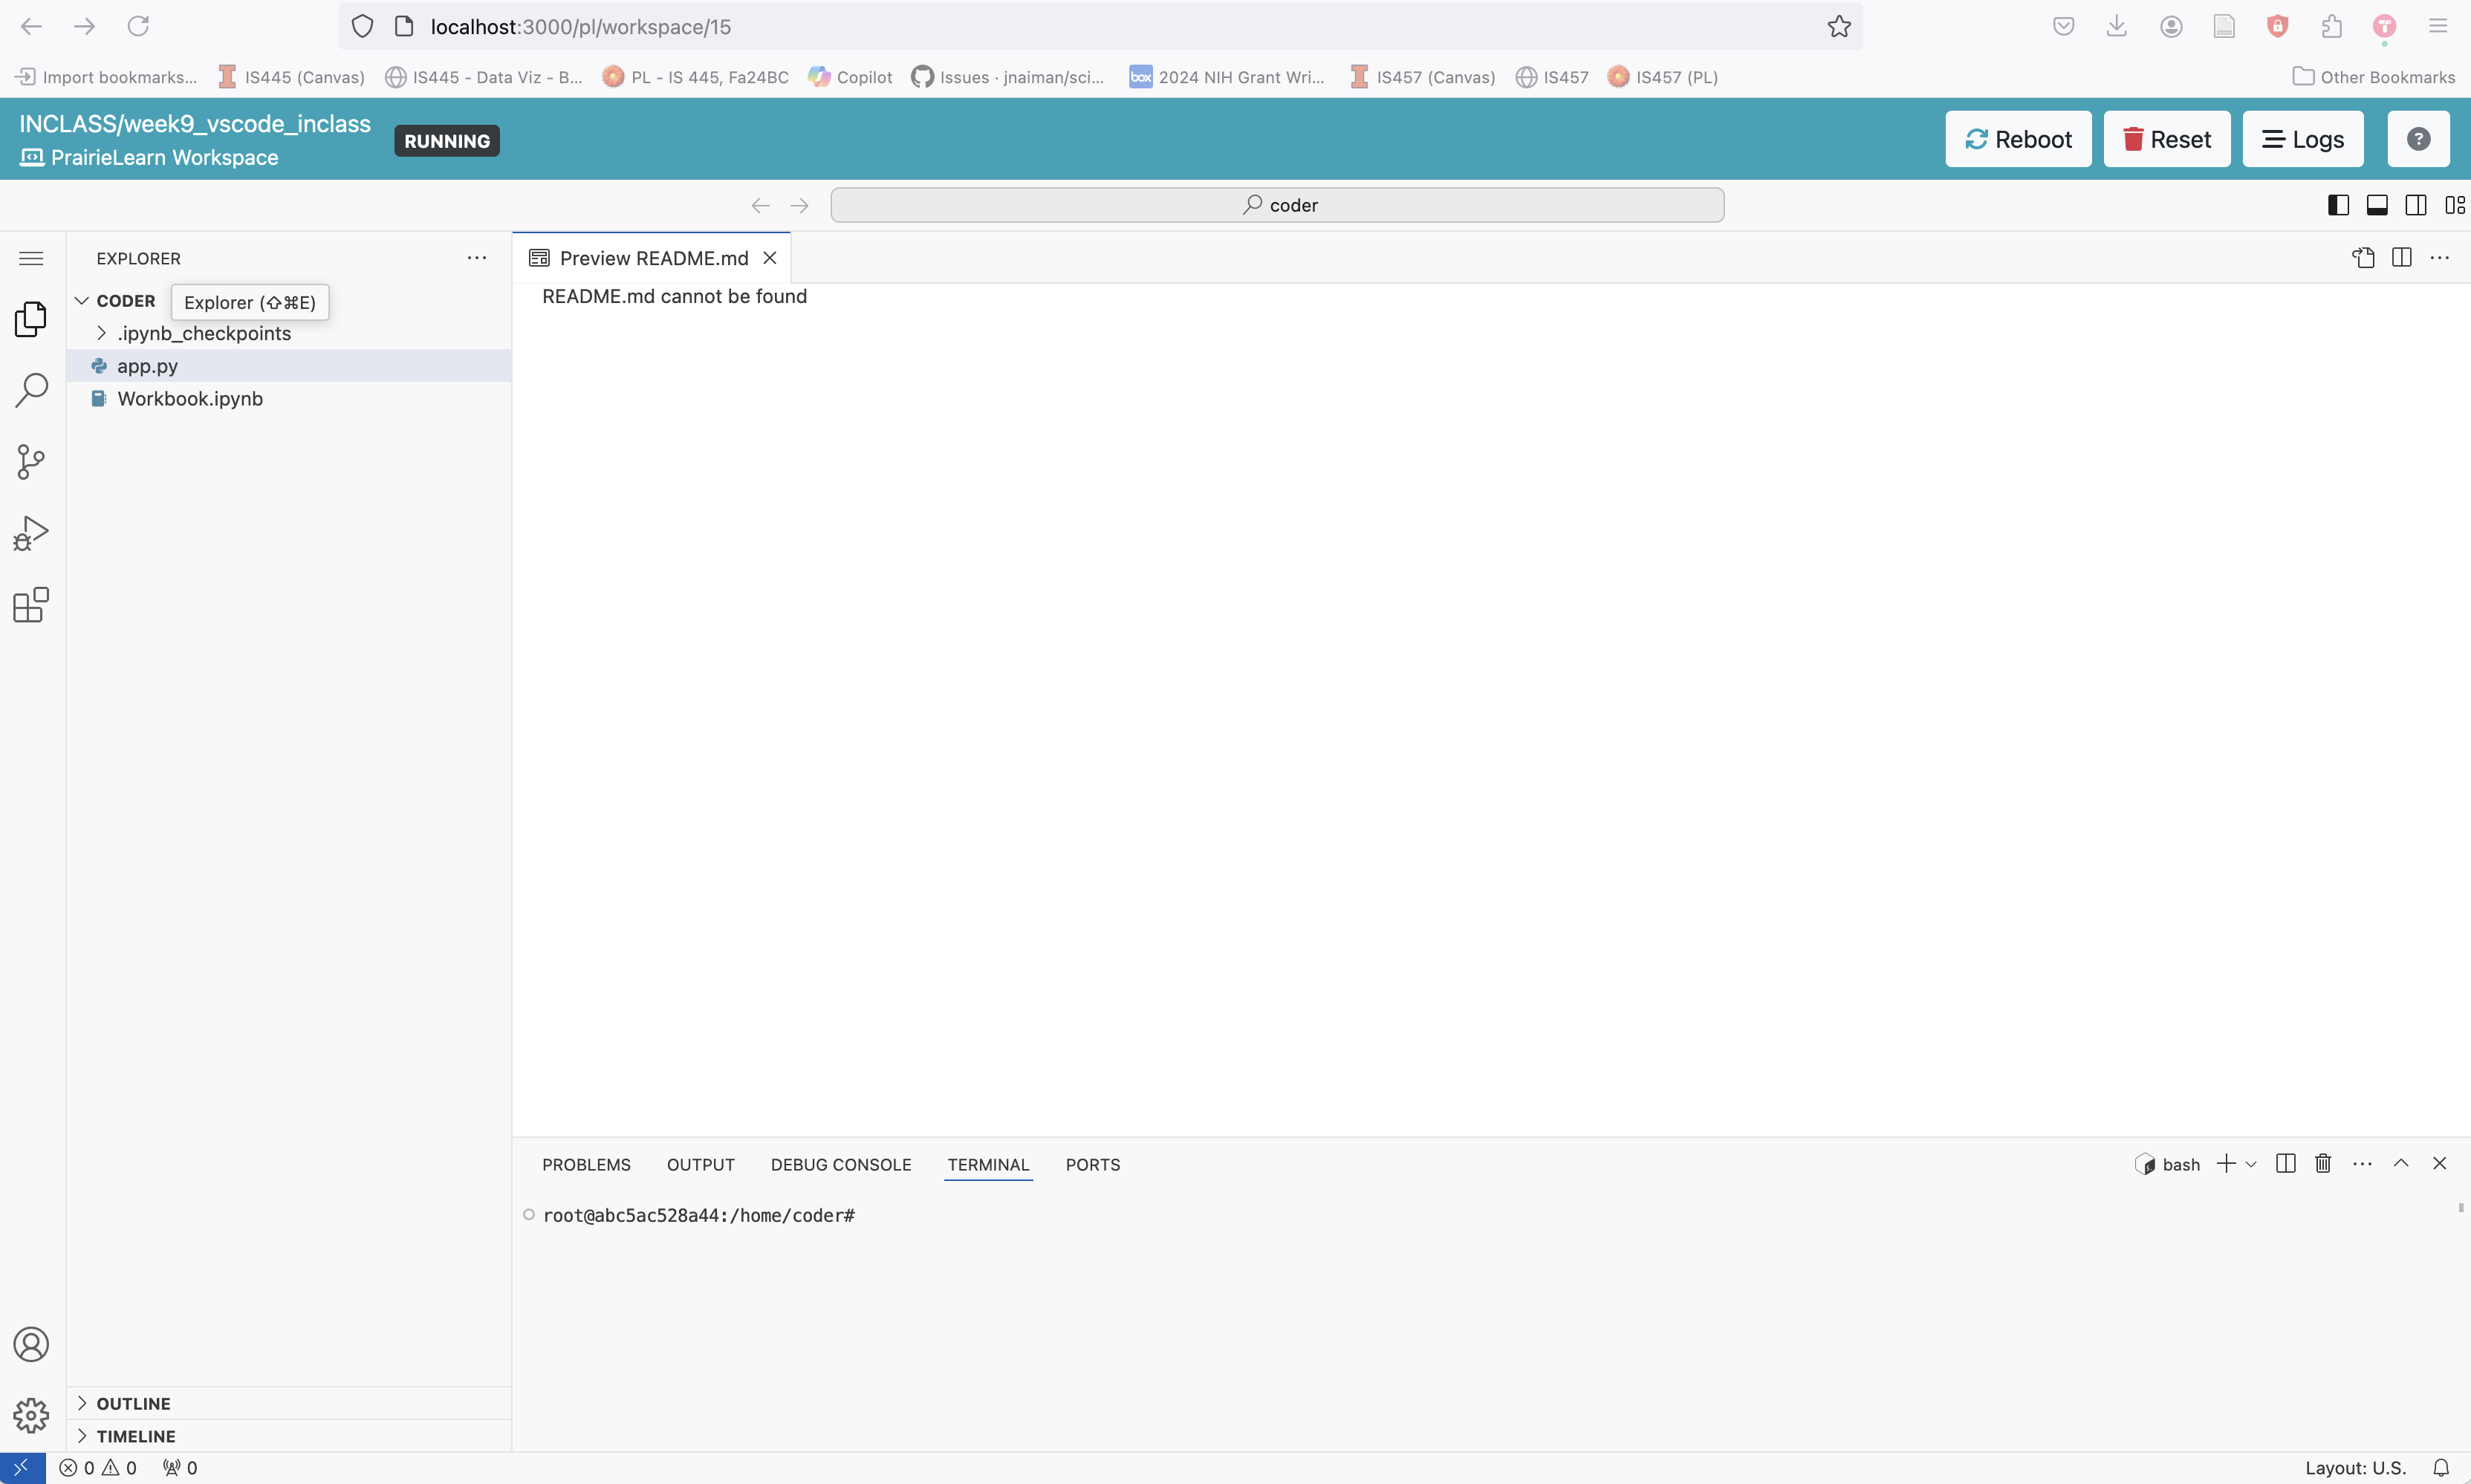 localhost:3000/pl/workspace/15
Import bookmarks... IS445 (Canvas) IS445 - Data Viz - B... PL - IS 445, Fa24BC Copilot Issues · jnaiman/sci... box 2024 NIH Grant Wri... IS457 (Canvas) IS457 IS457 (PL) Other Bookmarks
INCLASS/week9_vscode_inclass
PrairieLearn Workspace
RUNNING
Reboot Reset Logs ?
coder
EXPLORER ···
Preview README.md
CODER
Explorer (⇧⌘E)
README.md cannot be found
.ipynb_checkpoints
app.py
Workbook.ipynb
PROBLEMS OUTPUT DEBUG CONSOLE TERMINAL PORTS
bash
root@abc5ac528a44:/home/coder#
OUTLINE
TIMELINE
0 0 0
Layout: U.S.